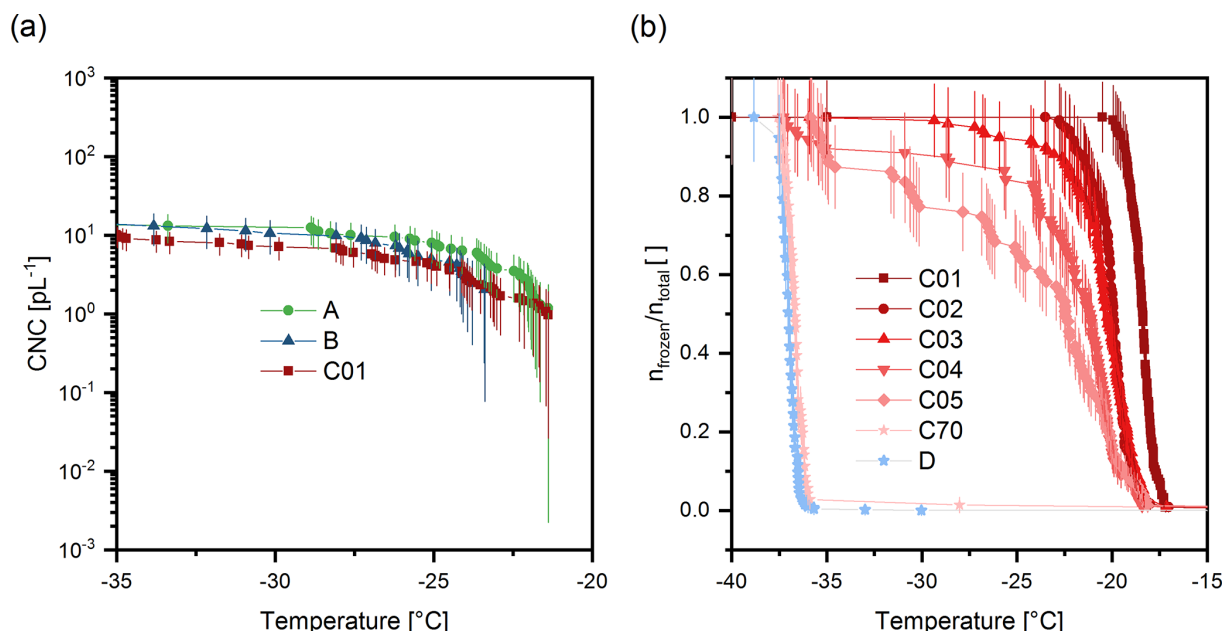 (a)
10³
10²
10¹
10⁰
10⁻¹
10⁻²
10⁻³
CNC [pL⁻¹]
A
B
C01
-35
-30
-25
-20
Temperature [°C]
(b)
1.0
0.8
0.6
0.4
0.2
0.0
n_frozen/n_total [ ]
C01
C02
C03
C04
C05
C70
D
-40
-35
-30
-25
-20
-15
Temperature [°C]